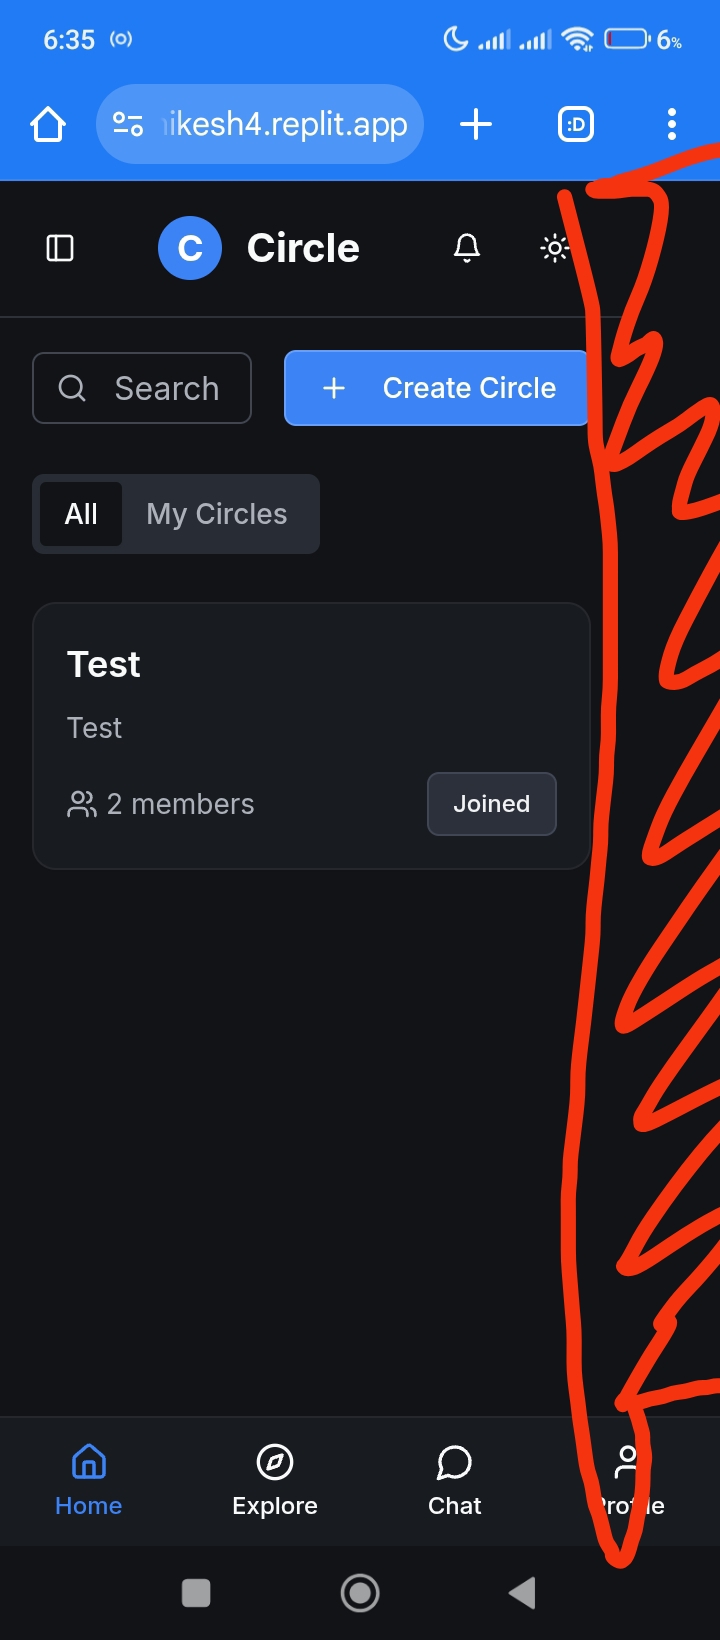 6:35 6%
ikesh4.replit.app :D
C Circle
Search Create Circle
All My Circles
Test
Test
2 members Joined
Home Explore Chat Profile